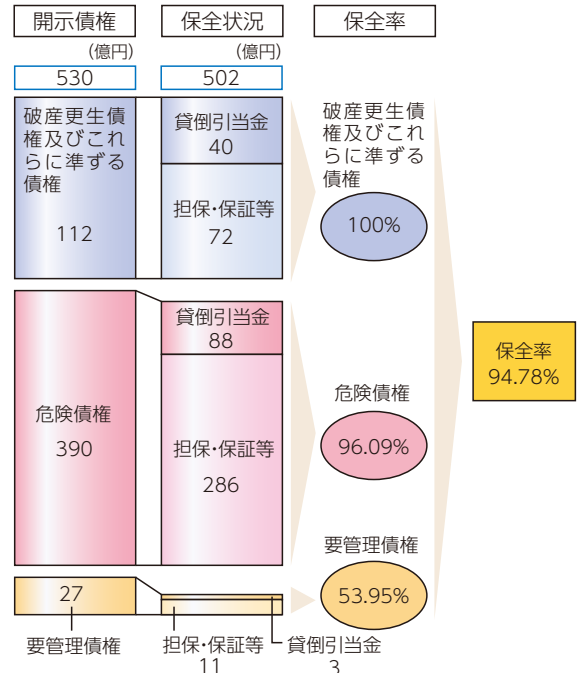 開示債権
保全状況
保全率
(億円)
(億円)
530
502
破産更生債
権及びこれ
らに準ずる
債権
112
貸倒引当金
40
担保・保証等
72
破産更生債
権及びこれ
らに準ずる
債権
100%
危険債権
390
貸倒引当金
88
担保・保証等
286
危険債権
96.09%
保全率
94.78%
27
要管理債権
担保・保証等
11
貸倒引当金
3
要管理債権
53.95%